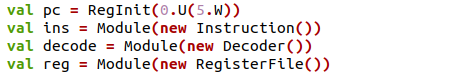 val pc = RegInit(0.U(5.W))
val ins = Module(new Instruction())
val decode = Module(new Decoder())
val reg = Module(new RegisterFile())